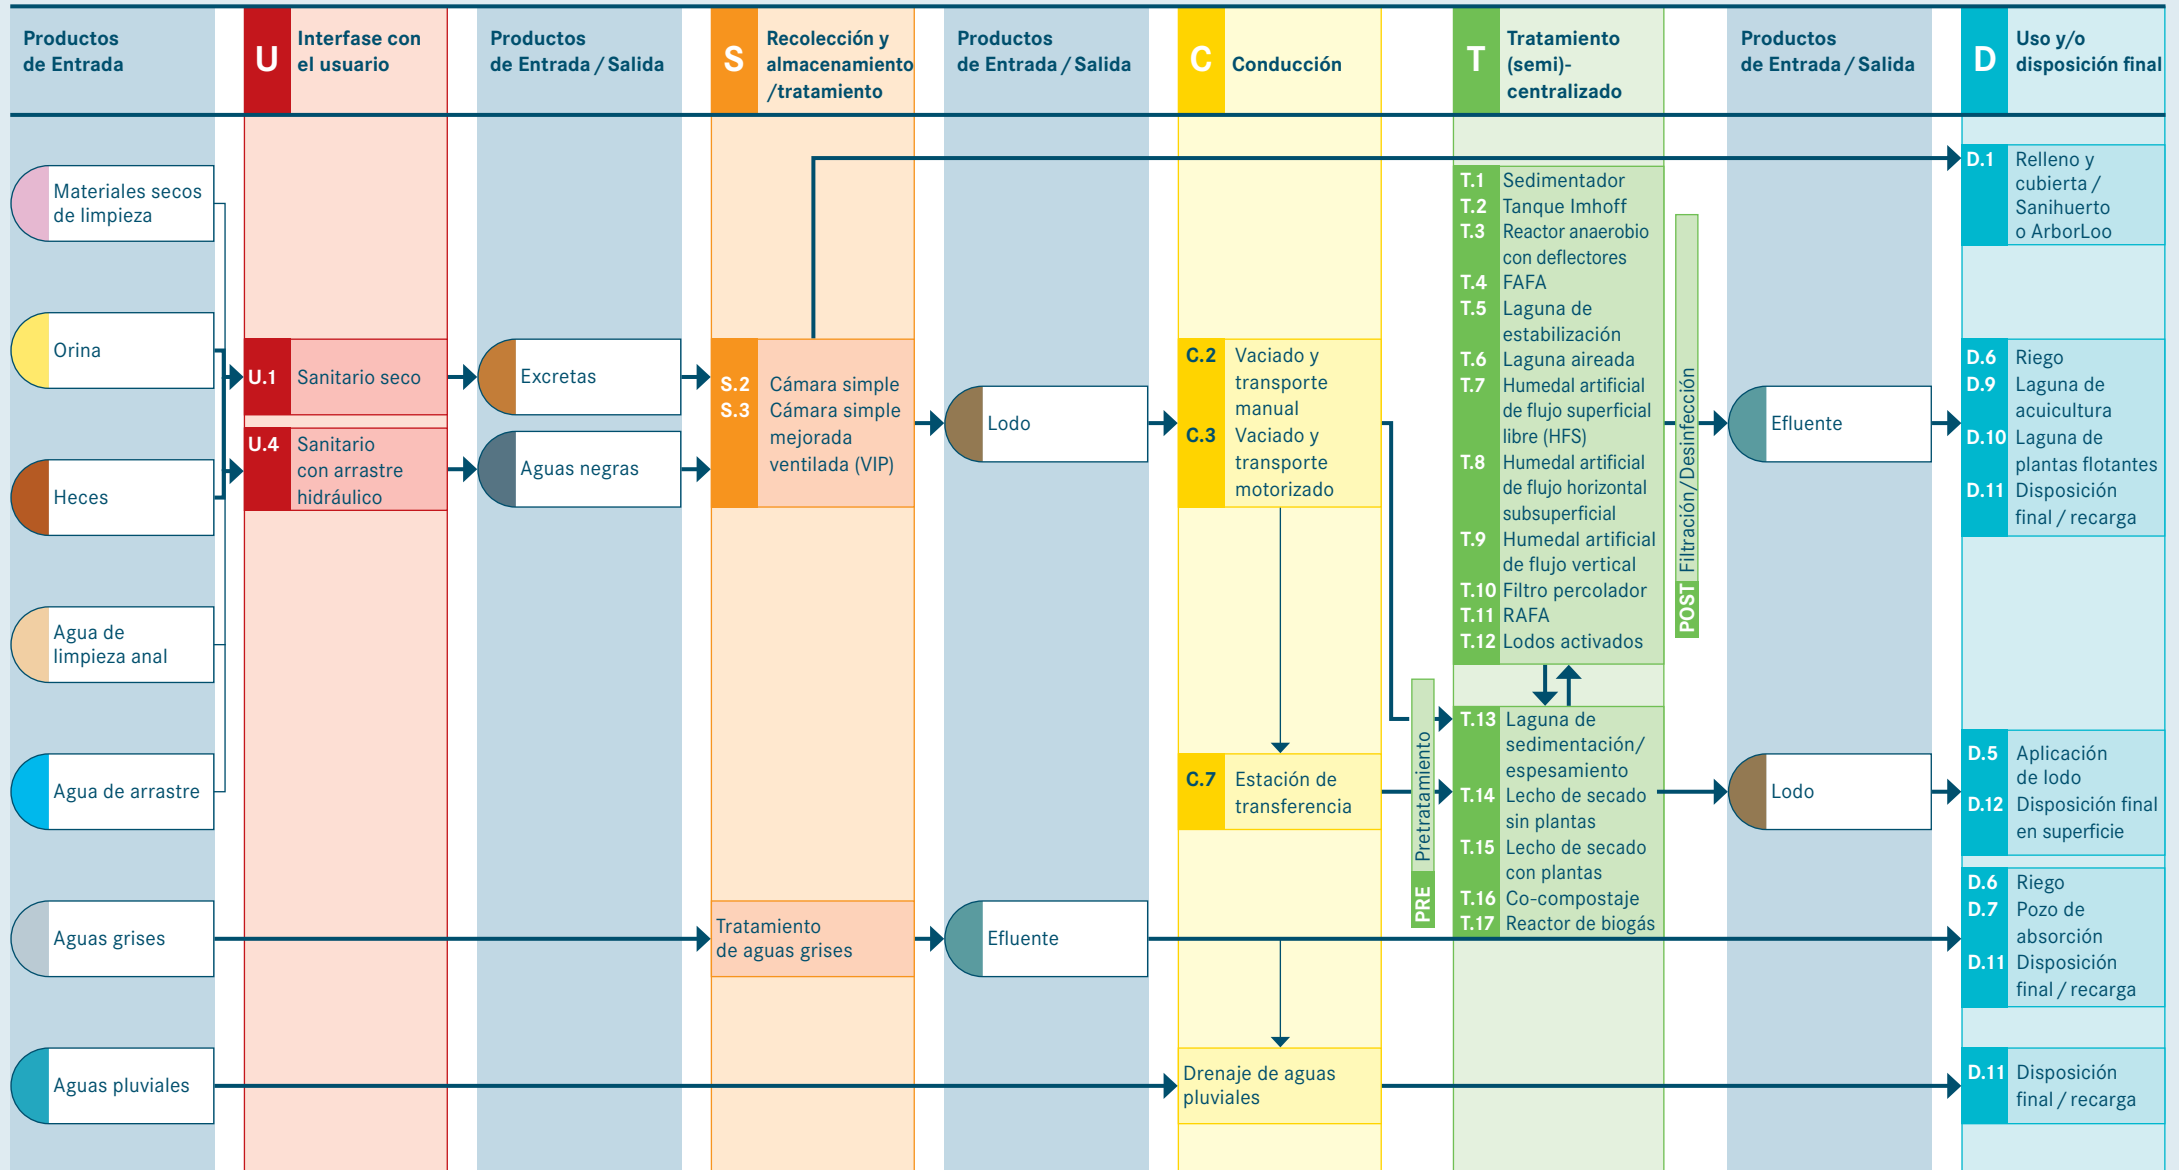 Productos
de Entrada
U
Interfase con
el usuario
Productos
de Entrada / Salida
S
Recolección y
almacenamiento
/tratamiento
Productos
de Entrada / Salida
C
Conducción
T
Tratamiento
(semi)-
centralizado
Productos
de Entrada / Salida
D
Uso y/o
disposición final
Materiales secos
de limpieza
Orina
Heces
Agua de
limpieza anal
Agua de arrastre
Aguas grises
Aguas pluviales
U.1 Sanitario seco
U.4 Sanitario
con arrastre
hidráulico
Excretas
Aguas negras
S.2 Cámara simple
S.3 Cámara simple
mejorada
ventilada (VIP)
Tratamiento
de aguas grises
Lodo
Efluente
C.2 Vaciado y
transporte
manual
C.3 Vaciado y
transporte
motorizado
C.7 Estación de
transferencia
Drenaje de aguas
pluviales
PRE Pretratamiento
T.1 Sedimentador
T.2 Tanque Imhoff
T.3 Reactor anaerobio
con deflectores
T.4 FAFA
T.5 Laguna de
estabilización
T.6 Laguna aireada
T.7 Humedal artificial
de flujo superficial
libre (HFS)
T.8 Humedal artificial
de flujo horizontal
subsuperficial
T.9 Humedal artificial
de flujo vertical
T.10 Filtro percolador
T.11 RAFA
T.12 Lodos activados
T.13 Laguna de
sedimentación/
espesamiento
T.14 Lecho de secado
sin plantas
T.15 Lecho de secado
con plantas
T.16 Co-compostaje
T.17 Reactor de biogás
POST Filtración/Desinfección
Efluente
Lodo
D.1 Relleno y
cubierta /
Sanihuerto
o ArborLoo
D.6 Riego
D.9 Laguna de
acuicultura
D.10 Laguna de
plantas flotantes
D.11 Disposición
final / recarga
D.5 Aplicación
de lodo
D.12 Disposición final
en superficie
D.6 Riego
D.7 Pozo de
absorción
D.11 Disposición
final / recarga
D.11 Disposición
final / recarga